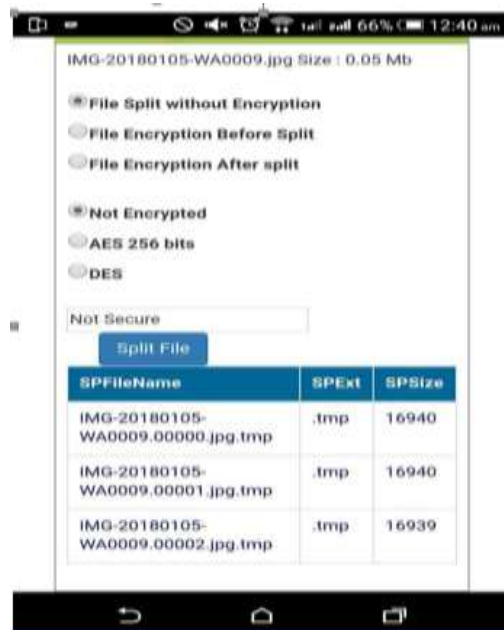 66% 12:40 am
IMG-20180105-WA0009.jpg Size : 0.05 Mb
File Split without Encryption
File Encryption Before Split
File Encryption After split
Not Encrypted
AES 256 bits
DES
Not Secure
Split File
SPFileName SPExt SPSize
IMG-20180105- .tmp 16940
WA0009.00000.jpg.tmp
IMG-20180105- .tmp 16940
WA0009.00001.jpg.tmp
IMG-20180105- .tmp 16939
WA0009.00002.jpg.tmp